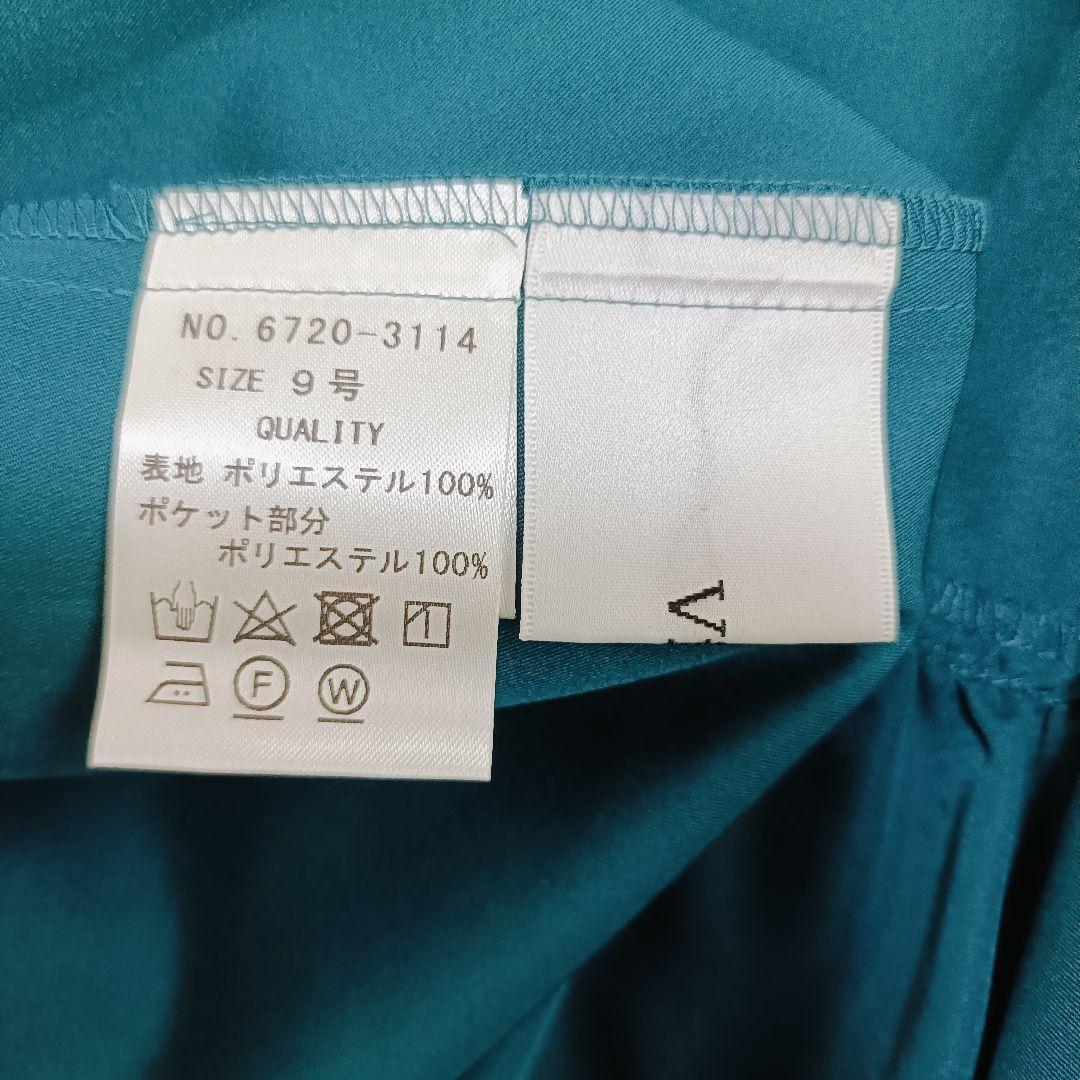 NO. 6720-3114
SIZE 9号
QUALITY
表地 ポリエステル100%
ポケット部分
ポリエステル100%
F W
V